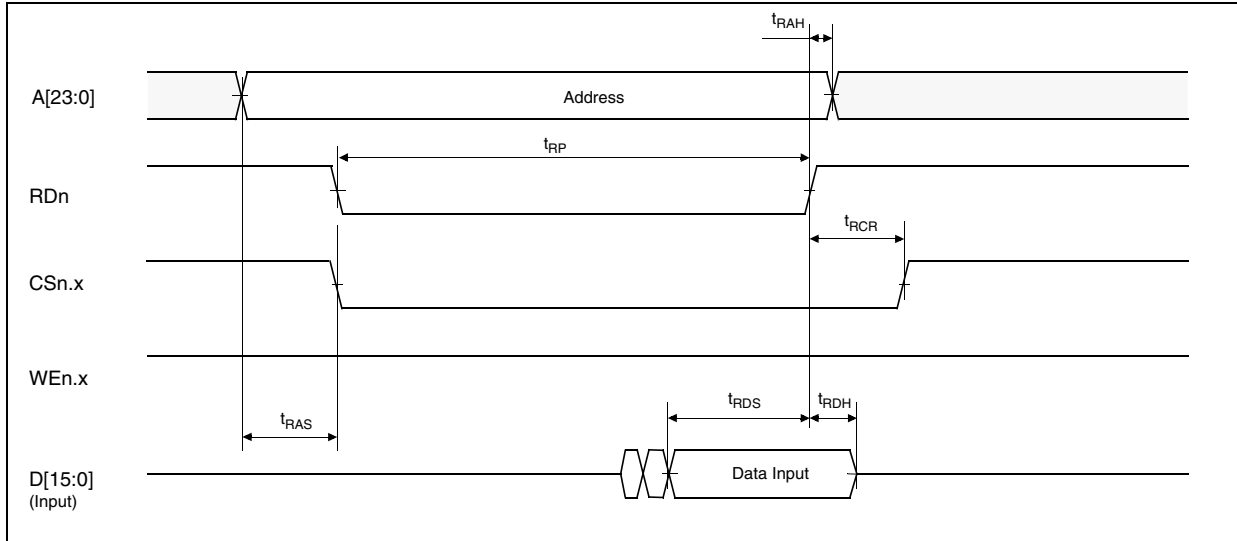 tRAH
A[23:0]
Address
tRP
RDn
tRCR
CSn.x
WEn.x
tRAS
tRDS
tRDH
D[15:0]
(Input)
Data Input